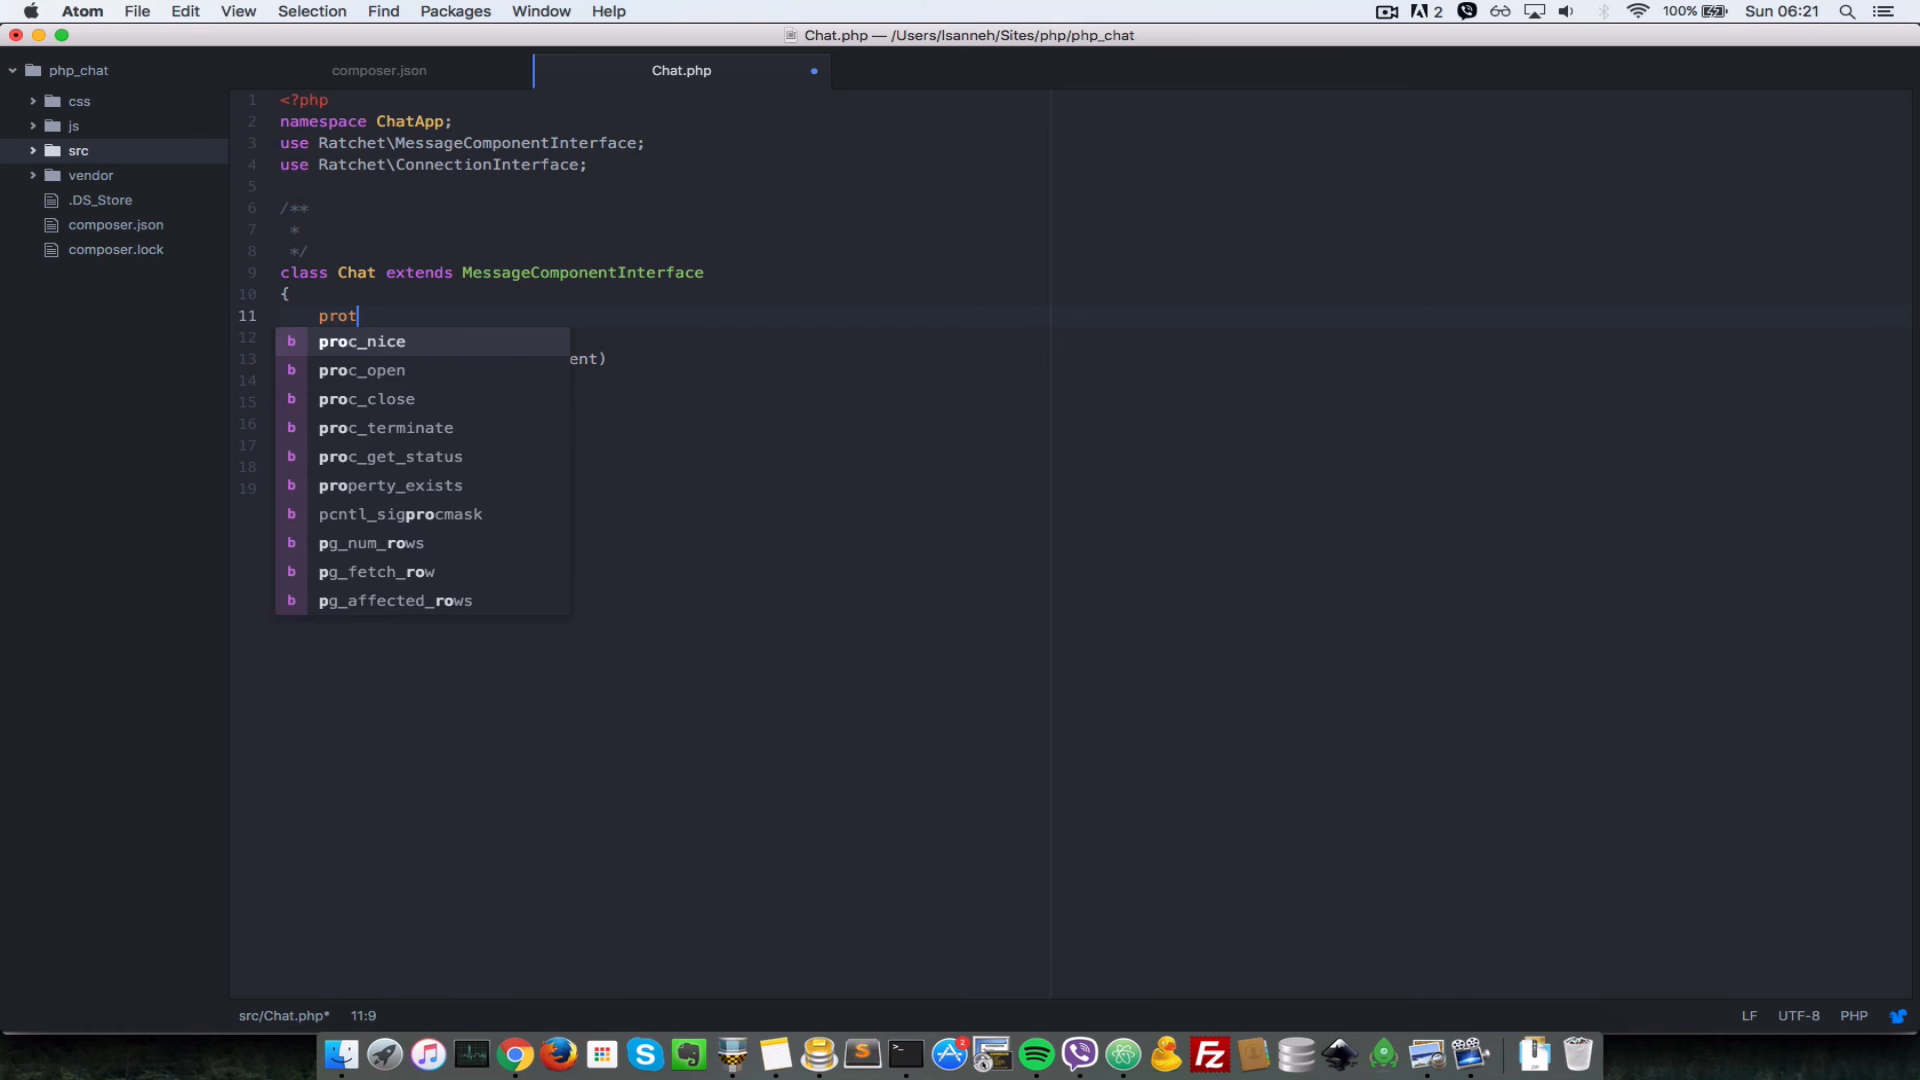 Atom File Edit View Selection Find Packages Window Help 2 100% Sun 06:21
Chat.php — /Users/lsanneh/Sites/php/php_chat
php_chat
composer.json
Chat.php
css
js
src
vendor
.DS_Store
composer.json
composer.lock
1 <?php
2 namespace ChatApp;
3 use Ratchet\MessageComponentInterface;
4 use Ratchet\ConnectionInterface;
5
6 /**
7 *
8 */
9 class Chat extends MessageComponentInterface
10 {
11 prot
12
13 ent)
14
15
16
17
18
19
b proc_nice
b proc_open
b proc_close
b proc_terminate
b proc_get_status
b property_exists
b pcntl_sigprocmask
b pg_num_rows
b pg_fetch_row
b pg_affected_rows
src/Chat.php* 11:9
LF UTF-8 PHP
2